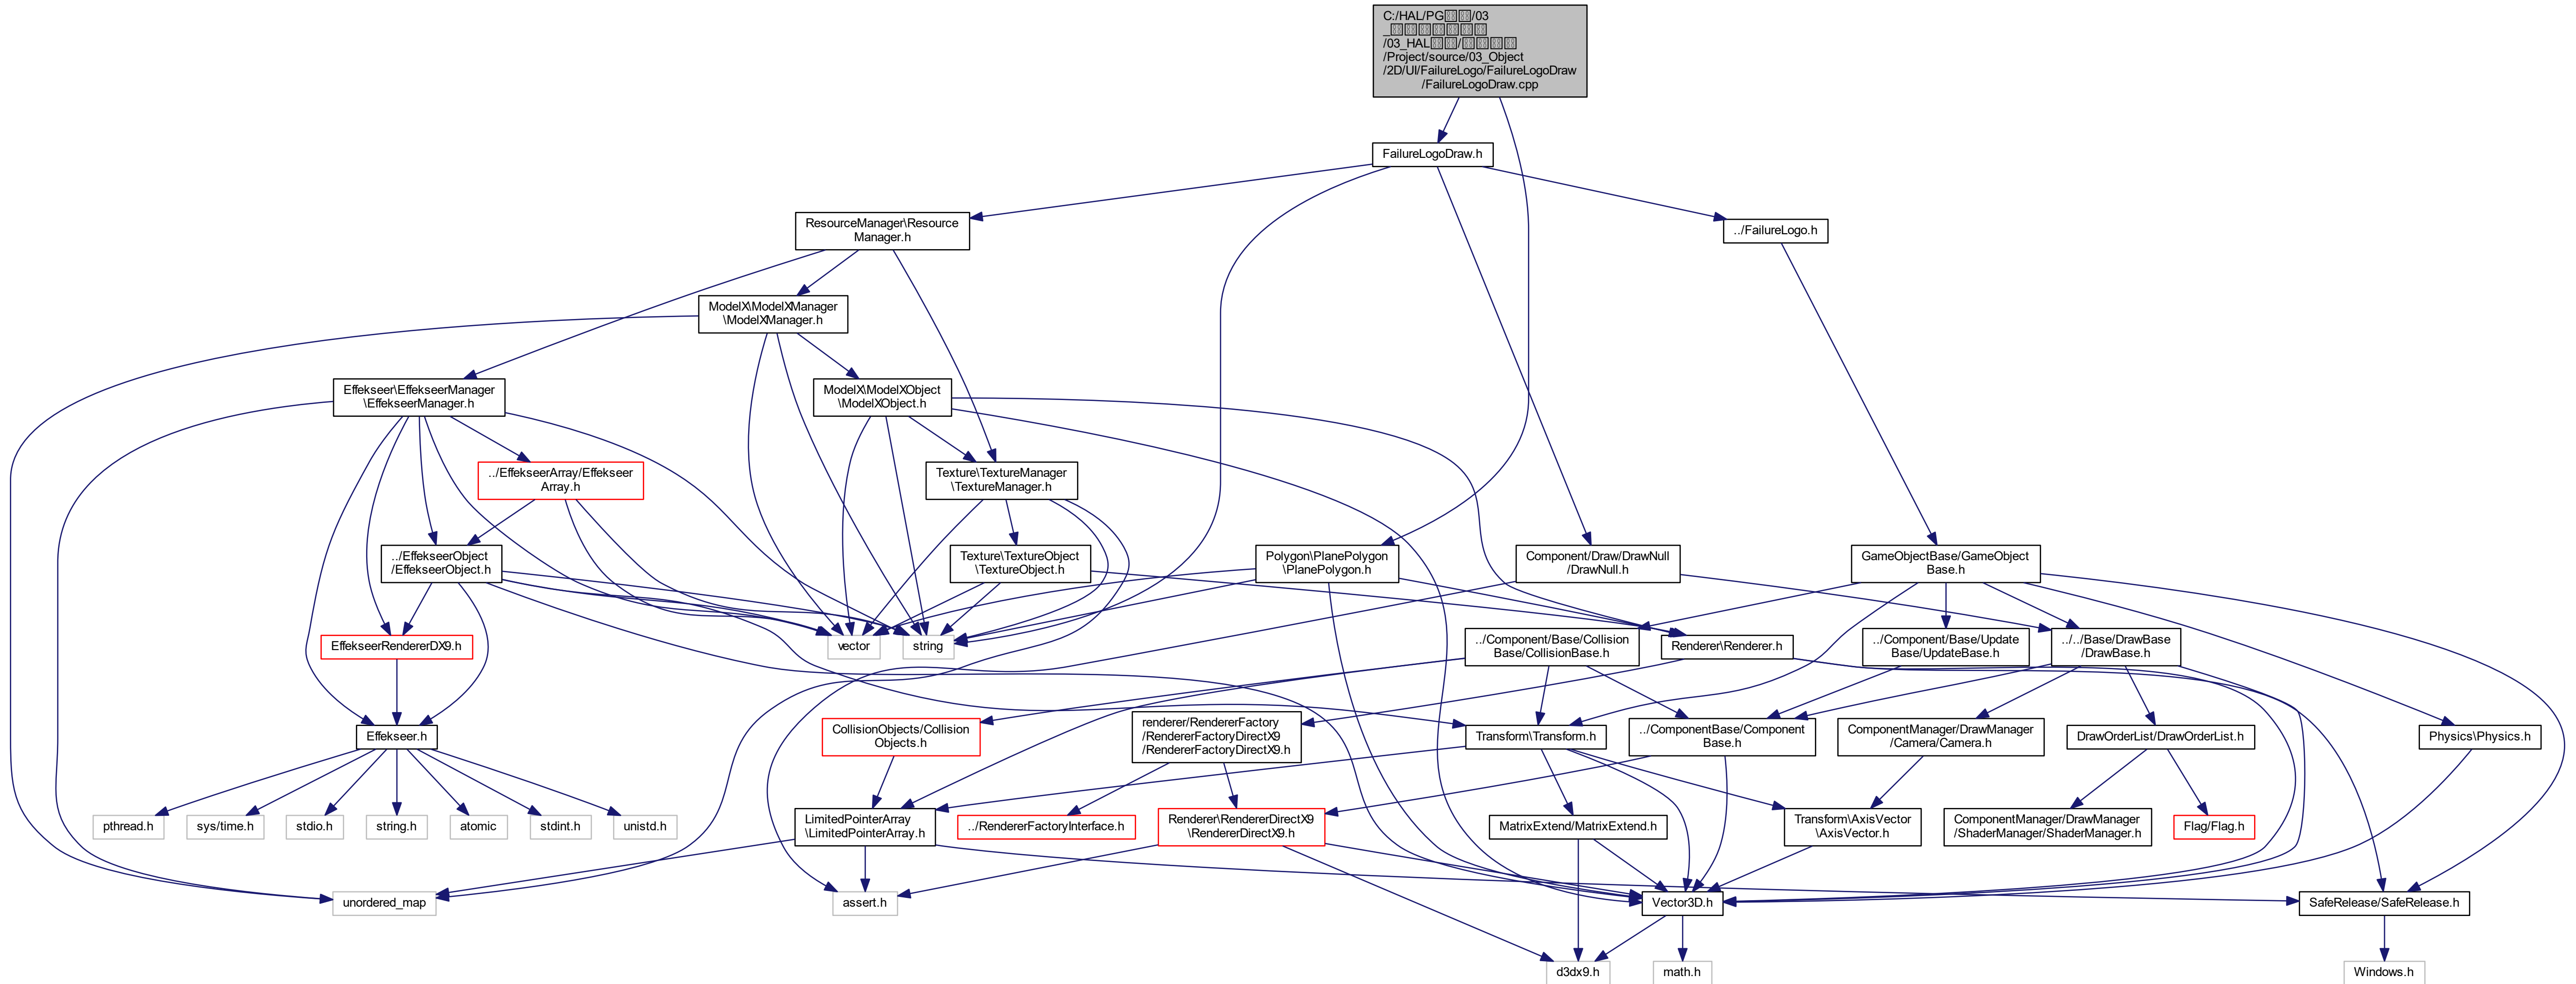 C:/HAL/PG/03
_
/03_HAL/
/Project/source/03_Object
/2D/UI/FailureLogo/FailureLogoDraw
/FailureLogoDraw.cpp
FailureLogoDraw.h
ResourceManager\Resource
Manager.h
../FailureLogo.h
ModelX\ModelXManager
\ModelXManager.h
Effekseer\EffekseerManager
\EffekseerManager.h
ModelX\ModelXObject
\ModelXObject.h
../EffekseerArray/Effekseer
Array.h
Texture\TextureManager
\TextureManager.h
../EffekseerObject
/EffekseerObject.h
Texture\TextureObject
\TextureObject.h
Polygon\PlanePolygon
\PlanePolygon.h
Component/Draw/DrawNull
/DrawNull.h
GameObjectBase/GameObject
Base.h
EffekseerRendererDX9.h
vector
string
../Component/Base/Collision
Base/CollisionBase.h
Renderer\Renderer.h
../Component/Base/Update
Base/UpdateBase.h
../../Base/DrawBase
/DrawBase.h
Effekseer.h
CollisionObjects/Collision
Objects.h
renderer/RendererFactory
/RendererFactoryDirectX9
/RendererFactoryDirectX9.h
Transform\Transform.h
../ComponentBase/Component
Base.h
ComponentManager/DrawManager
/Camera/Camera.h
DrawOrderList/DrawOrderList.h
Physics\Physics.h
pthread.h
sys/time.h
stdio.h
string.h
atomic
stdint.h
unistd.h
LimitedPointerArray
\LimitedPointerArray.h
../RendererFactoryInterface.h
Renderer\RendererDirectX9
\RendererDirectX9.h
MatrixExtend/MatrixExtend.h
Transform\AxisVector
\AxisVector.h
ComponentManager/DrawManager
/ShaderManager/ShaderManager.h
Flag/Flag.h
unordered_map
assert.h
Vector3D.h
SafeRelease/SafeRelease.h
d3dx9.h
math.h
Windows.h